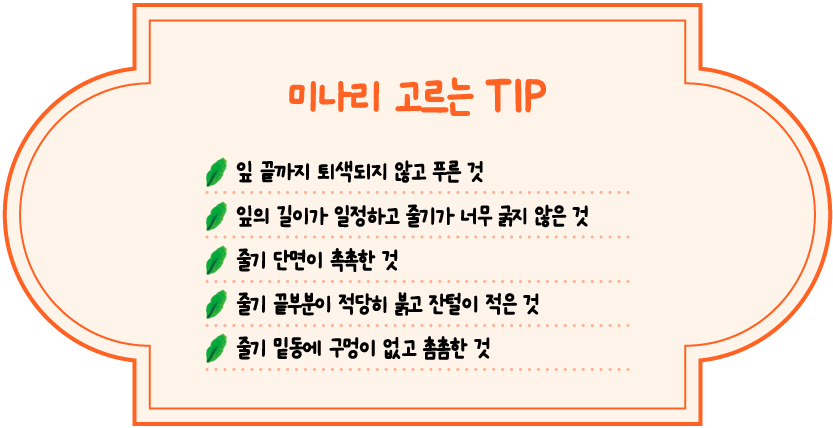 미나리 고르는 TIP
잎 끝까지 퇴색되지 않고 푸른 것
잎의 길이가 일정하고 줄기가 너무 굵지 않은 것
줄기 단면이 촉촉한 것
줄기 끝부분이 적당히 붉고 잔털이 적은 것
줄기 밑동에 구멍이 없고 촘촘한 것